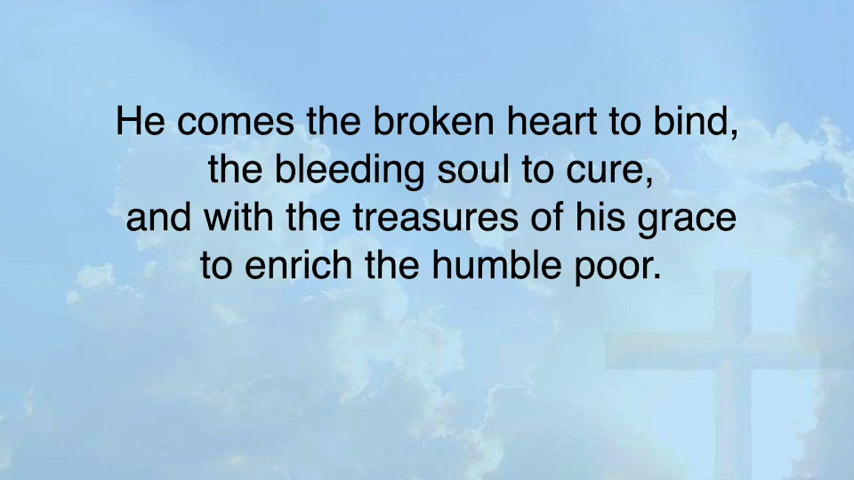 He comes the broken heart to bind,
the bleeding soul to cure,
and with the treasures of his grace
to enrich the humble poor.